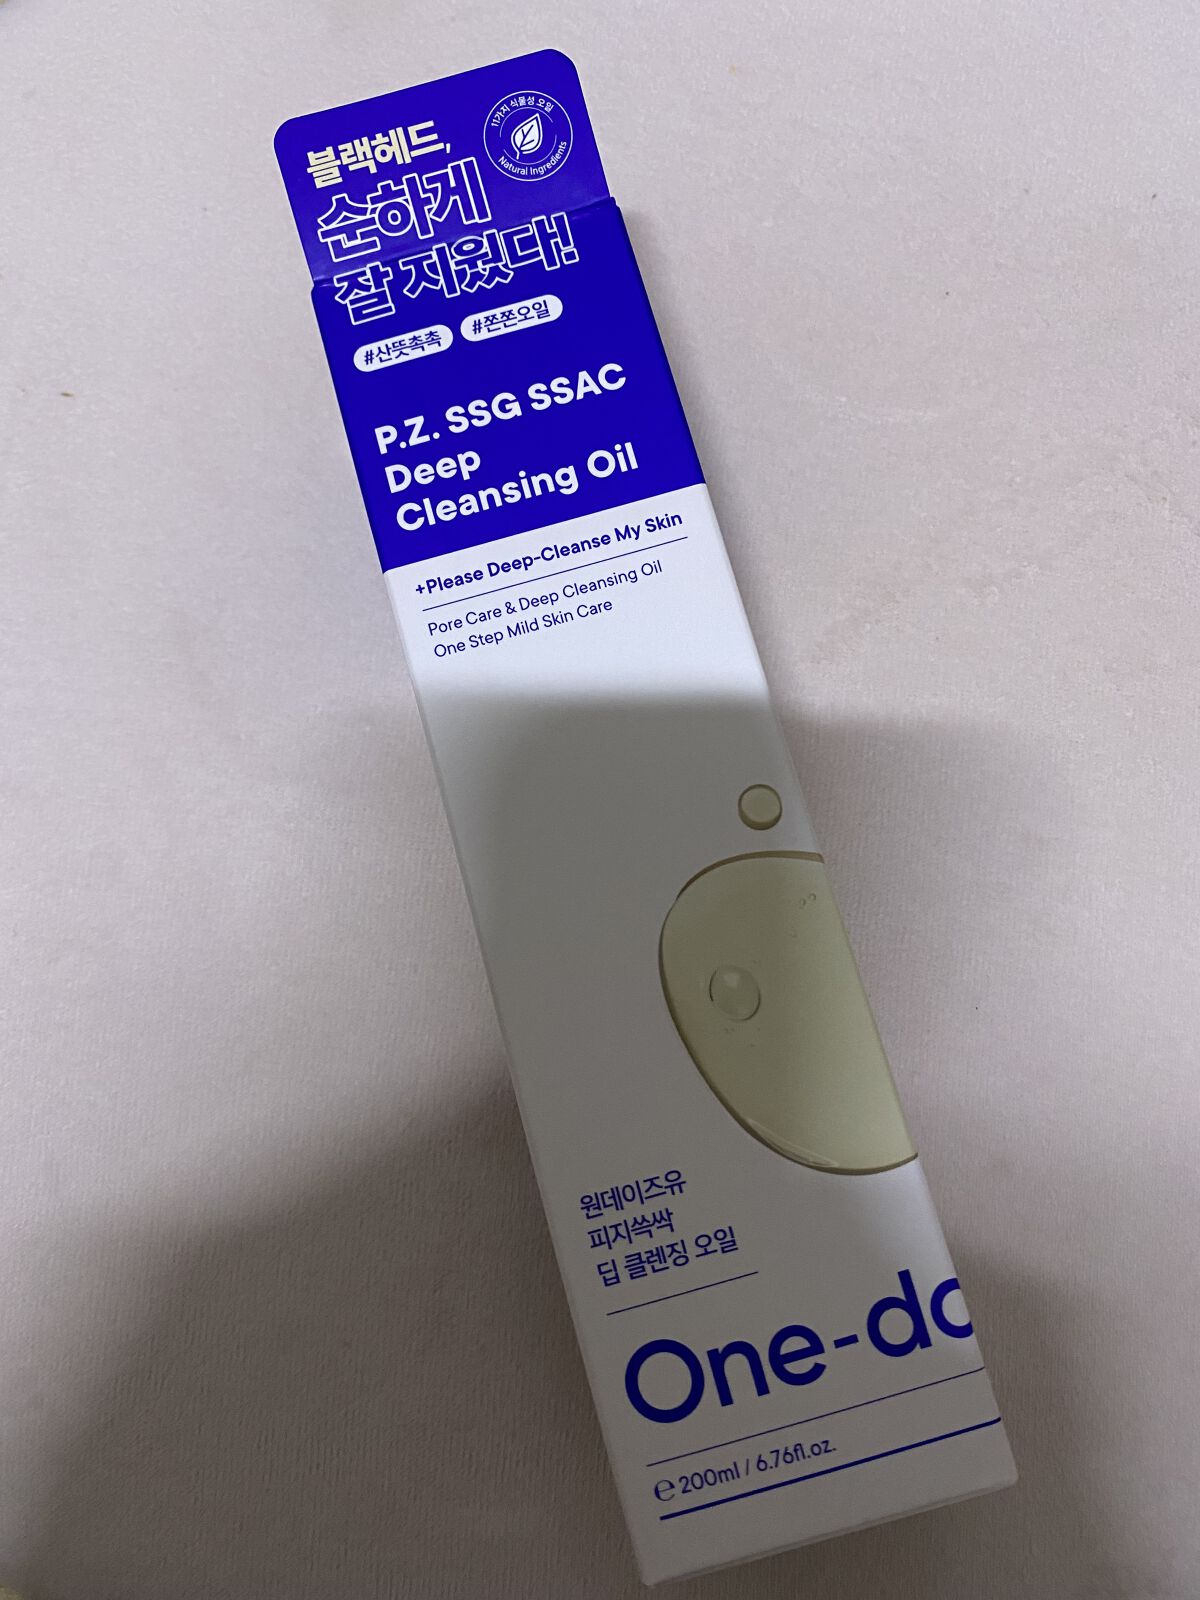 11가지 식물성 오일
Natural Ingredients
블랙헤드,
순하게
잘 지웠다!
#산뜻촉촉 #쫀쫀오일
P.Z. SSG SSAC
Deep
Cleansing Oil
+Please Deep-Cleanse My Skin
Pore Care & Deep Cleansing Oil
One Step Mild Skin Care
원데이즈유
피지쓱싹
딥 클렌징 오일
One-da
℮ 200ml / 6.76fl.oz.